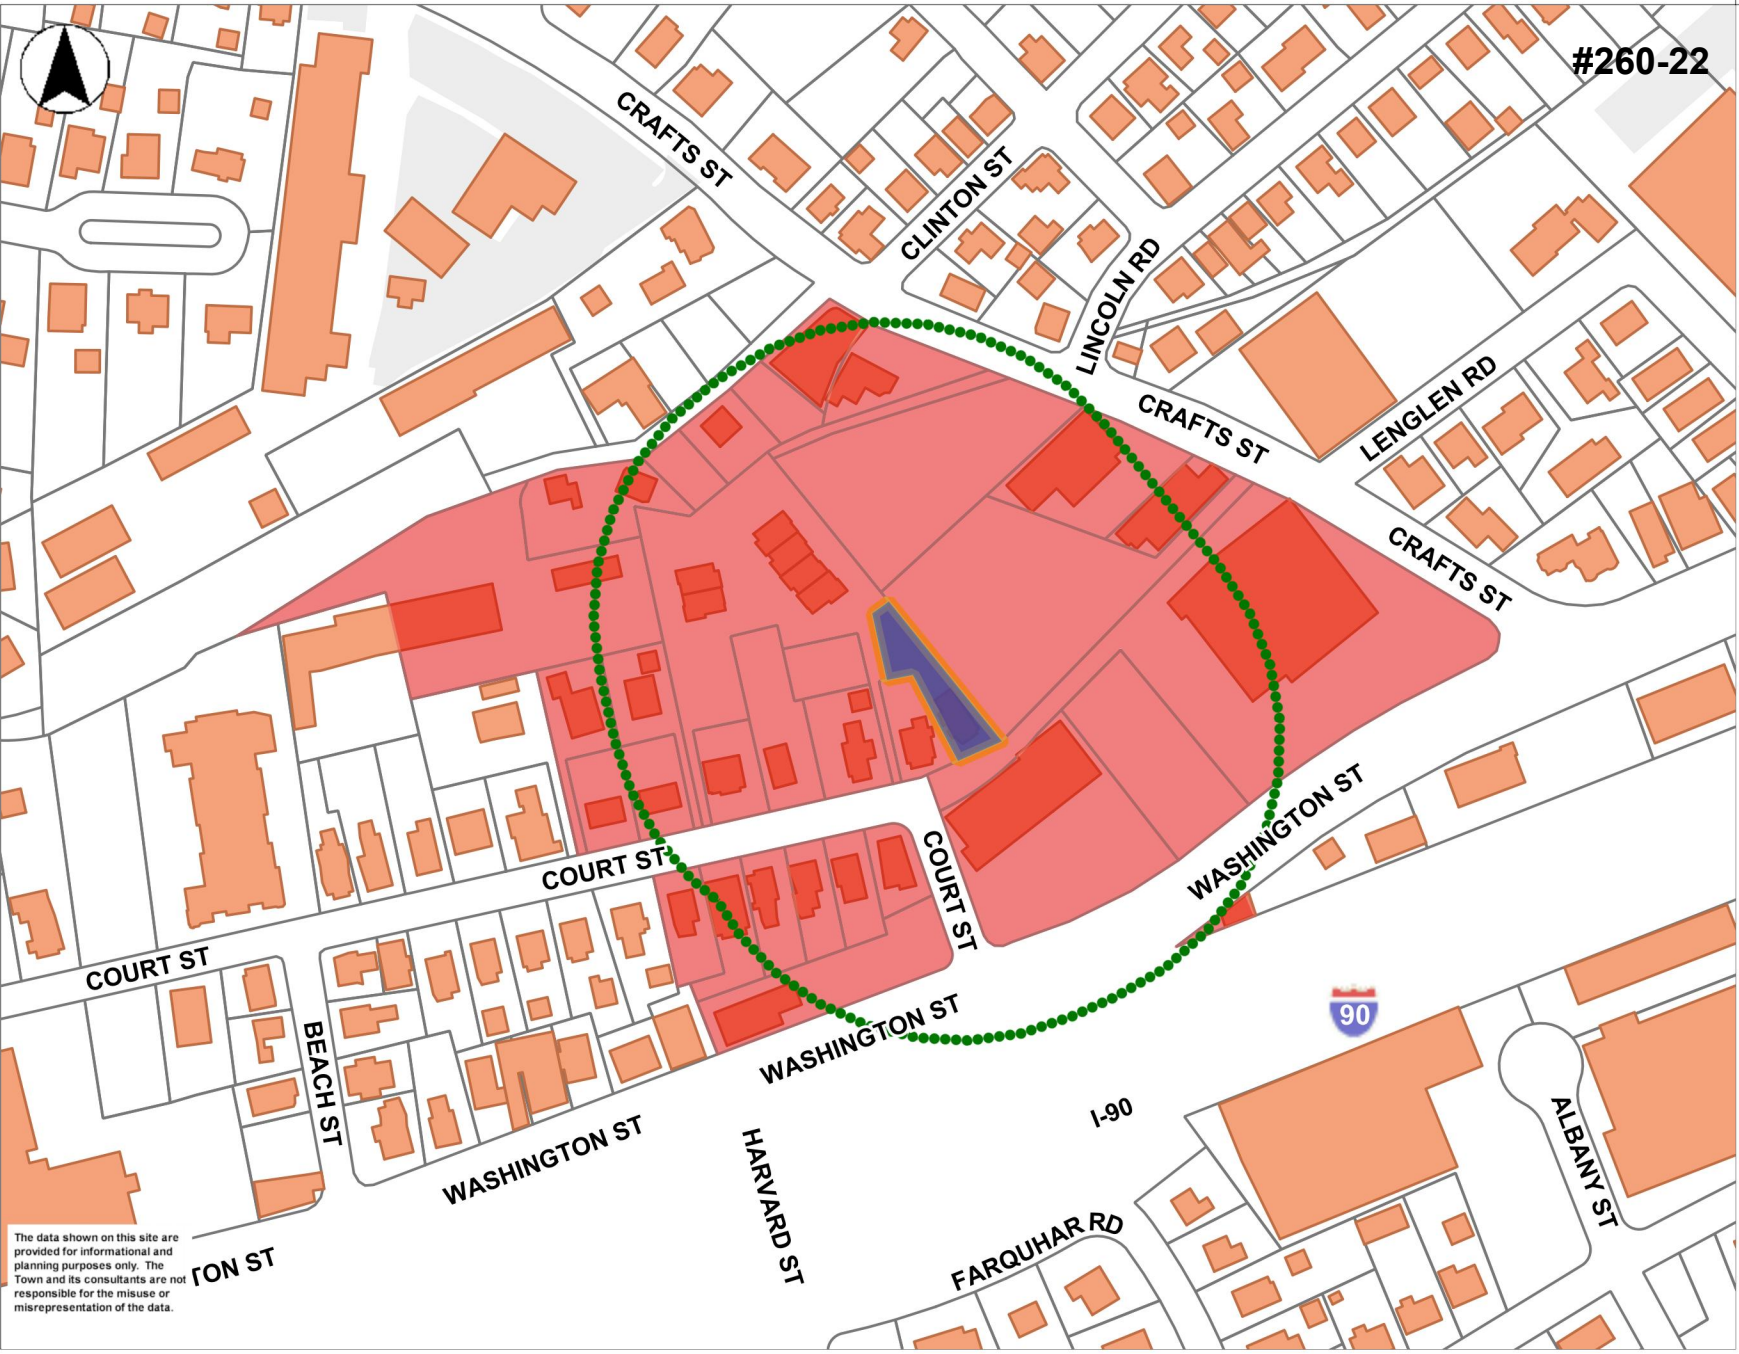 #260-22
CRAFTS ST
CLINTON ST
LINCOLN RD
CRAFTS ST
LENGLEN RD
CRAFTS ST
WASHINGTON ST
COURT ST
COURT ST
COURT ST
WASHINGTON ST
90
BEACH ST
I-90
WASHINGTON ST
HARVARD ST
ALBANY ST
FARQUHAR RD
TON ST
The data shown on this site are
provided for informational and
planning purposes only. The
Town and its consultants are not
responsible for the misuse or
misrepresentation of the data.